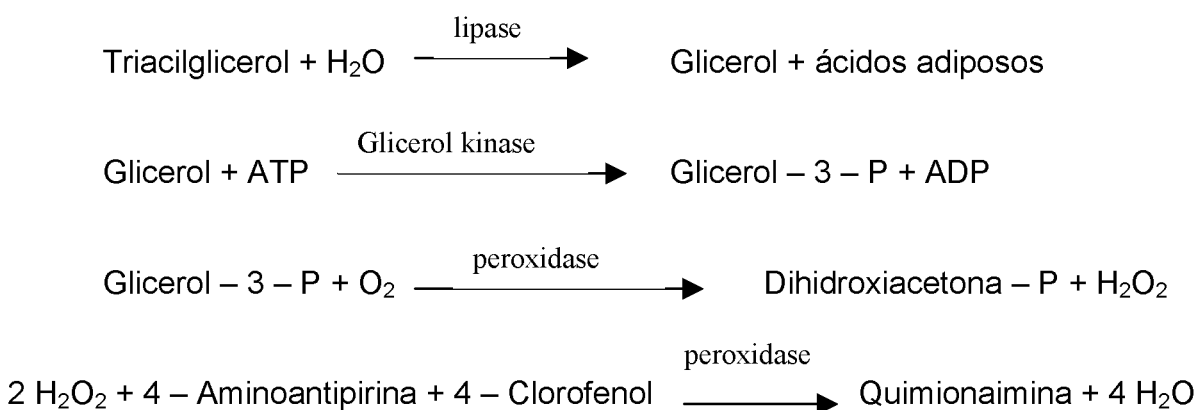 lipase
Triacilglicerol + H₂O Glicerol + ácidos adiposos
Glicerol kinase
Glicerol + ATP Glicerol – 3 – P + ADP
peroxidase
Glicerol – 3 – P + O₂ Dihidroxiacetona – P + H₂O₂
peroxidase
2 H₂O₂ + 4 – Aminoantipirina + 4 – Clorofenol Quimionaimina + 4 H₂O